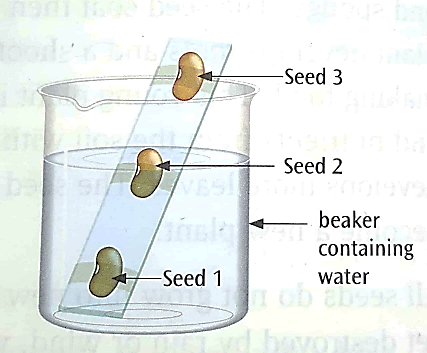 Seed 3
Seed 2
beaker
containing
water
Seed 1